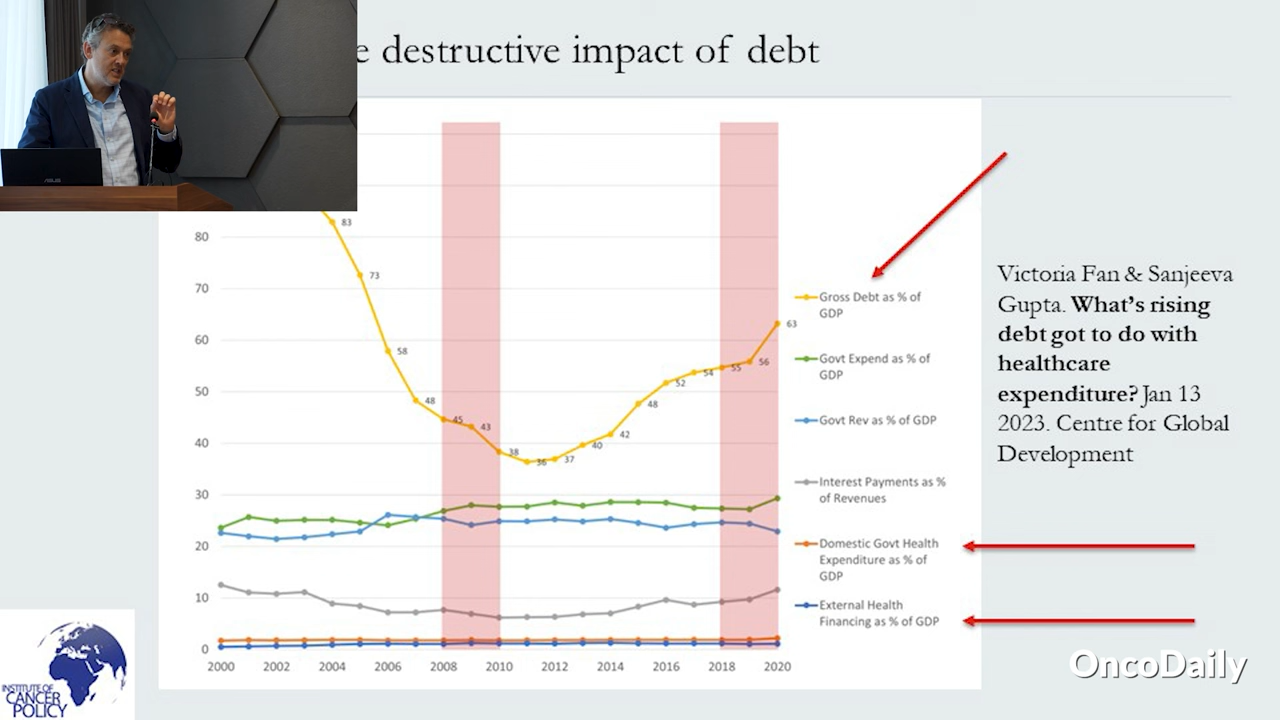 e destructive impact of debt
83
80
73
70
Victoria Fan & Sanjeeva
Gupta. What's rising
debt got to do with
healthcare
expenditure? Jan 13
2023. Centre for Global
Development
Gross Debt as % of
GDP
63
60
58
56
55
54
52
Govt Expend as % of
GDP
50
48
48
45
43
42
40
40
38
37
36
Govt Rev as % of GDP
30
Interest Payments as %
of Revenues
20
Domestic Govt Health
Expenditure as % of
GDP
10
External Health
Financing as % of GDP
0
2000 2002 2004 2006 2008 2010 2012 2014 2016 2018 2020
ASUS
INSTITUTE OF
CANCER
POLICY
OncoDaily